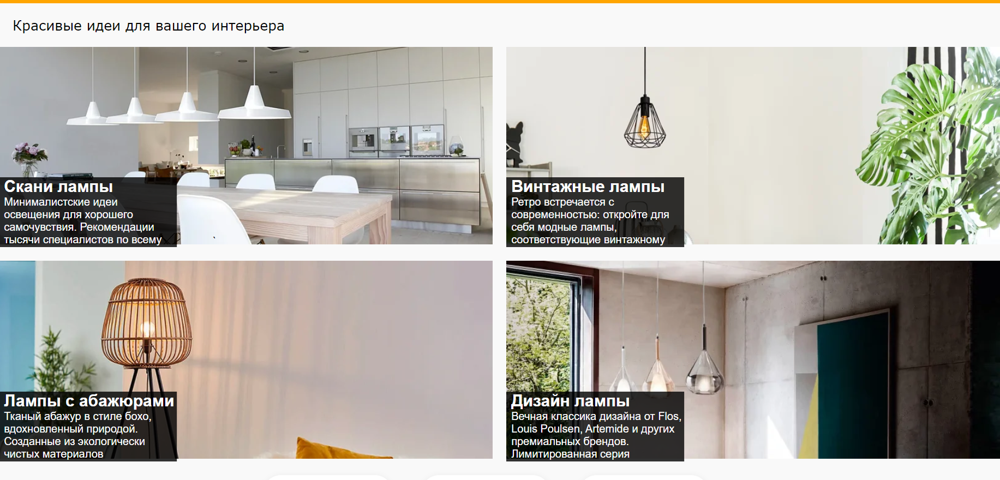 Красивые идеи для вашего интерьера
Скани лампы
Минималистские идеи
освещения для хорошего
самочувствия. Рекомендации
тысячи специалистов по всему
Винтажные лампы
Ретро встречается с
современностью: откройте для
себя модные лампы,
соответствующие винтажному
Лампы с абажюрами
Тканый абажур в стиле бохо,
вдохновленный природой.
Созданные из экологически
чистых материалов
Дизайн лампы
Вечная классика дизайна от Flos,
Louis Poulsen, Artemide и других
премиальных брендов.
Лимитированная серия